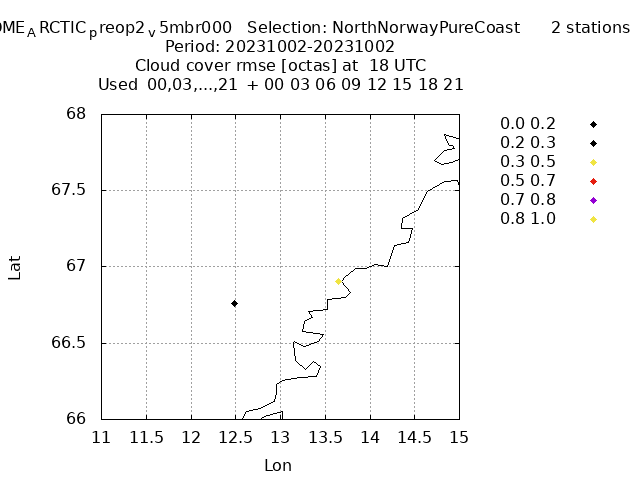 OME A RCTIC p reop2 v 5mbr000 Selection: NorthNorwayPureCoast 2 stations
Period: 20231002-20231002
Cloud cover rmse [octas] at 18 UTC
Used 00,03,...,21 + 00 03 06 09 12 15 18 21
68
67.5
67
66.5
66
Lat
11 11.5 12 12.5 13 13.5 14 14.5 15
Lon
0.0 0.2
0.2 0.3
0.3 0.5
0.5 0.7
0.7 0.8
0.8 1.0